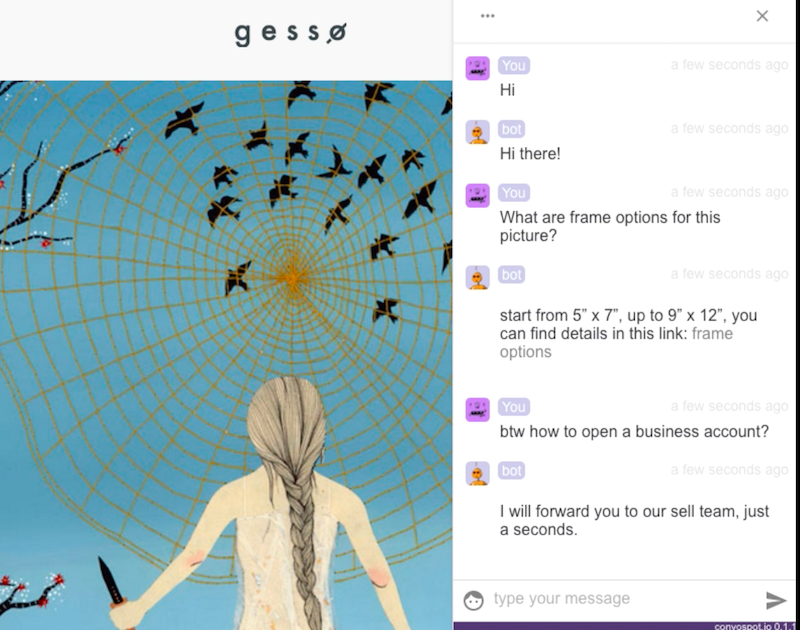 gessø
You a few seconds ago
Hi
bot a few seconds ago
Hi there!
You a few seconds ago
What are frame options for this
picture?
bot a few seconds ago
start from 5” x 7”, up to 9” x 12”, you
can find details in this link: frame
options
You a few seconds ago
btw how to open a business account?
bot a few seconds ago
I will forward you to our sell team, just
a seconds.
type your message
convospot.io 0.1.1